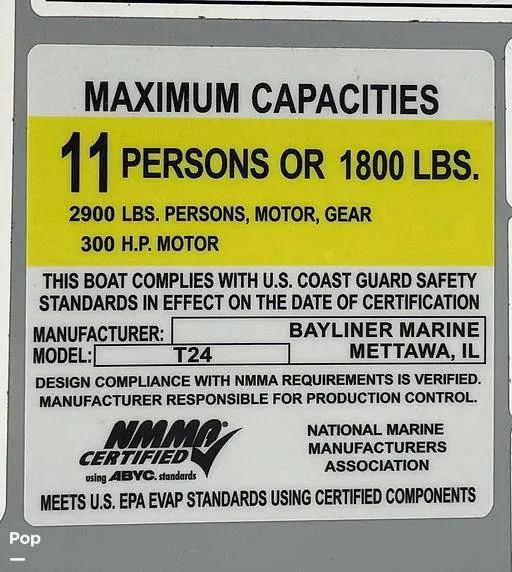 MAXIMUM CAPACITIES
11 PERSONS OR 1800 LBS.
2900 LBS. PERSONS, MOTOR, GEAR
300 H.P. MOTOR
THIS BOAT COMPLIES WITH U.S. COAST GUARD SAFETY
STANDARDS IN EFFECT ON THE DATE OF CERTIFICATION
MANUFACTURER: BAYLINER MARINE
MODEL: T24 METTAWA, IL
DESIGN COMPLIANCE WITH NMMA REQUIREMENTS IS VERIFIED.
MANUFACTURER RESPONSIBLE FOR PRODUCTION CONTROL.
NMMA®
CERTIFIED
using ABYC. standards
NATIONAL MARINE
MANUFACTURERS
ASSOCIATION
MEETS U.S. EPA EVAP STANDARDS USING CERTIFIED COMPONENTS
Pop